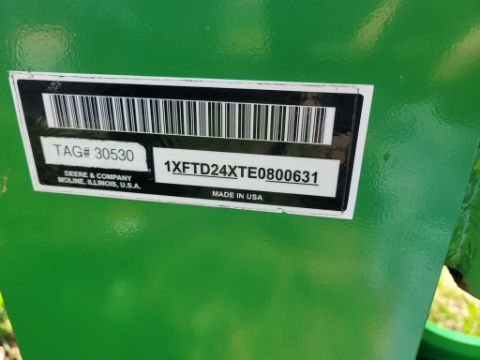 TAG# 30530
1XFTD24XTE0800631
DEERE & COMPANY
MOLINE, ILLINOIS, U.S.A.
MADE IN USA